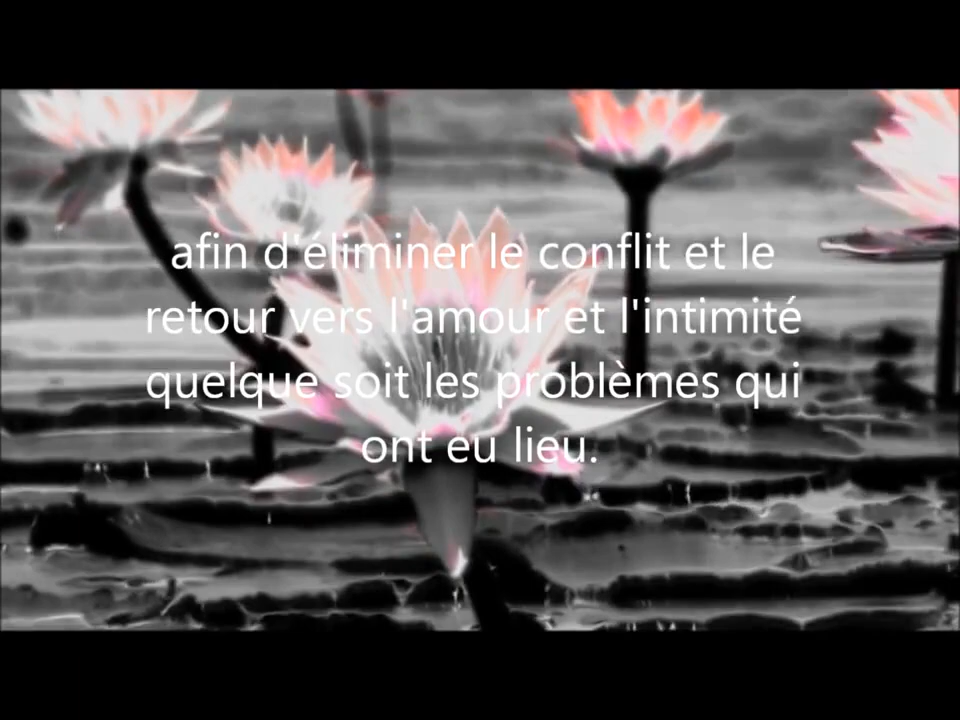 afin d'éliminer le conflit et le
retour vers l'amour et l'intimité
quelque soit les problèmes qui
ont eu lieu.